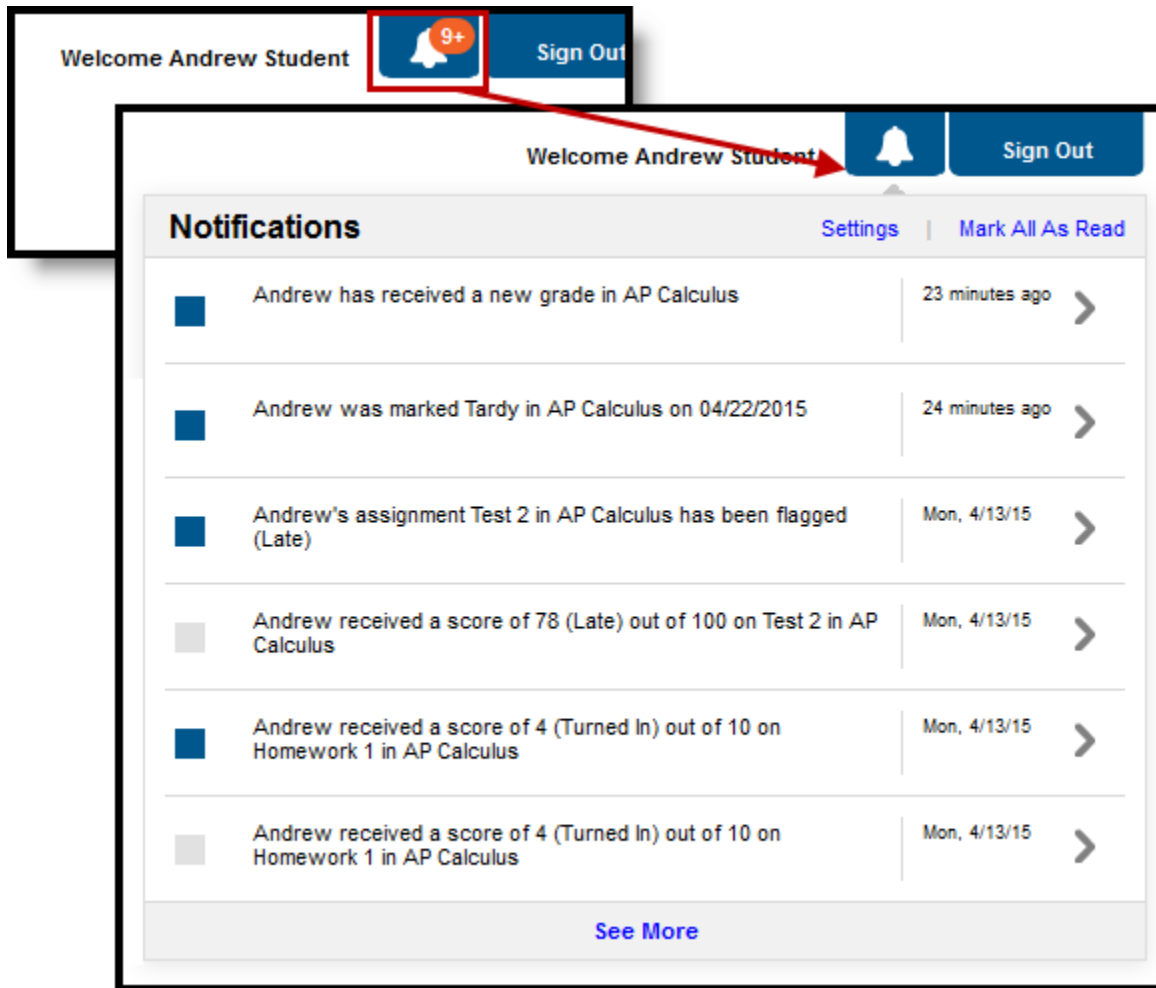 Welcome Andrew Student
9+
Sign Out
Welcome Andrew Student
Sign Out
Notifications
Settings | Mark All As Read
Andrew has received a new grade in AP Calculus
23 minutes ago
Andrew was marked Tardy in AP Calculus on 04/22/2015
24 minutes ago
Andrew's assignment Test 2 in AP Calculus has been flagged
(Late)
Mon, 4/13/15
Andrew received a score of 78 (Late) out of 100 on Test 2 in AP
Calculus
Mon, 4/13/15
Andrew received a score of 4 (Turned In) out of 10 on
Homework 1 in AP Calculus
Mon, 4/13/15
Andrew received a score of 4 (Turned In) out of 10 on
Homework 1 in AP Calculus
Mon, 4/13/15
See More